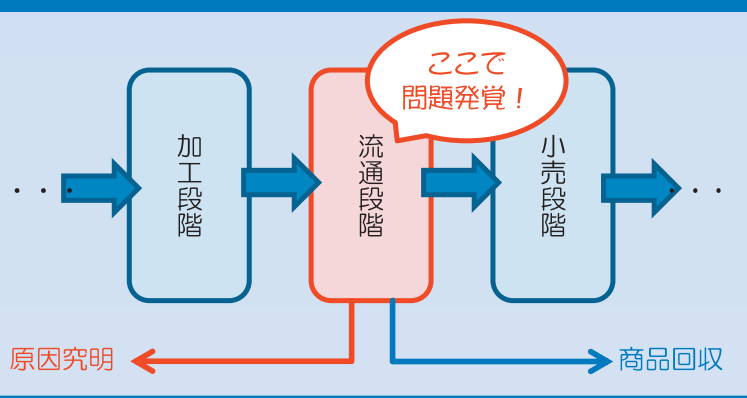 ここで
問題発覚！
・・・
加工段階
流通段階
小売段階
・・・
原因究明
商品回収